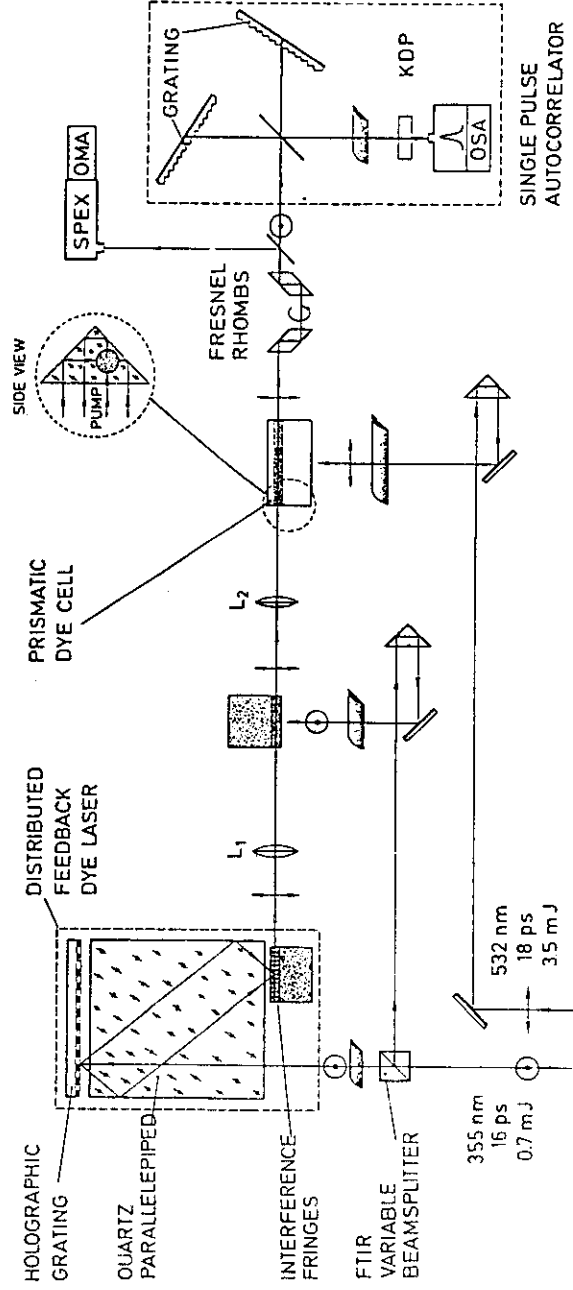 HOLOGRAPHIC
GRATING
QUARTZ
PARALLELEPIPED
INTERFERENCE
FRINGES
FTIR
VARIABLE
BEAMSPLITTER
355 nm
16 ps
0.7 mJ
532 nm
18 ps
3.5 mJ
DISTRIBUTED
FEEDBACK
DYE LASER
L1
L2
PRISMATIC
DYE CELL
SIDE VIEW
PUMP
FRESNEL
RHOMBS
SPEX
OMA
GRATING
KDP
OSA
SINGLE PULSE
AUTOCORRELATOR